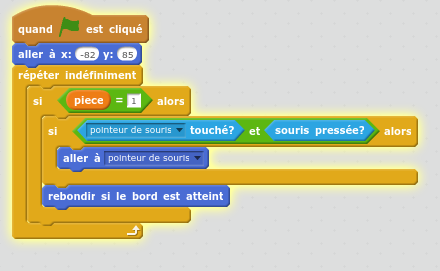 quand est cliqué
aller à x: -82 y: 85
répéter indéfiniment
si piece = 1 alors
si pointeur de souris touché? et souris pressée? alors
aller à pointeur de souris
rebondir si le bord est atteint